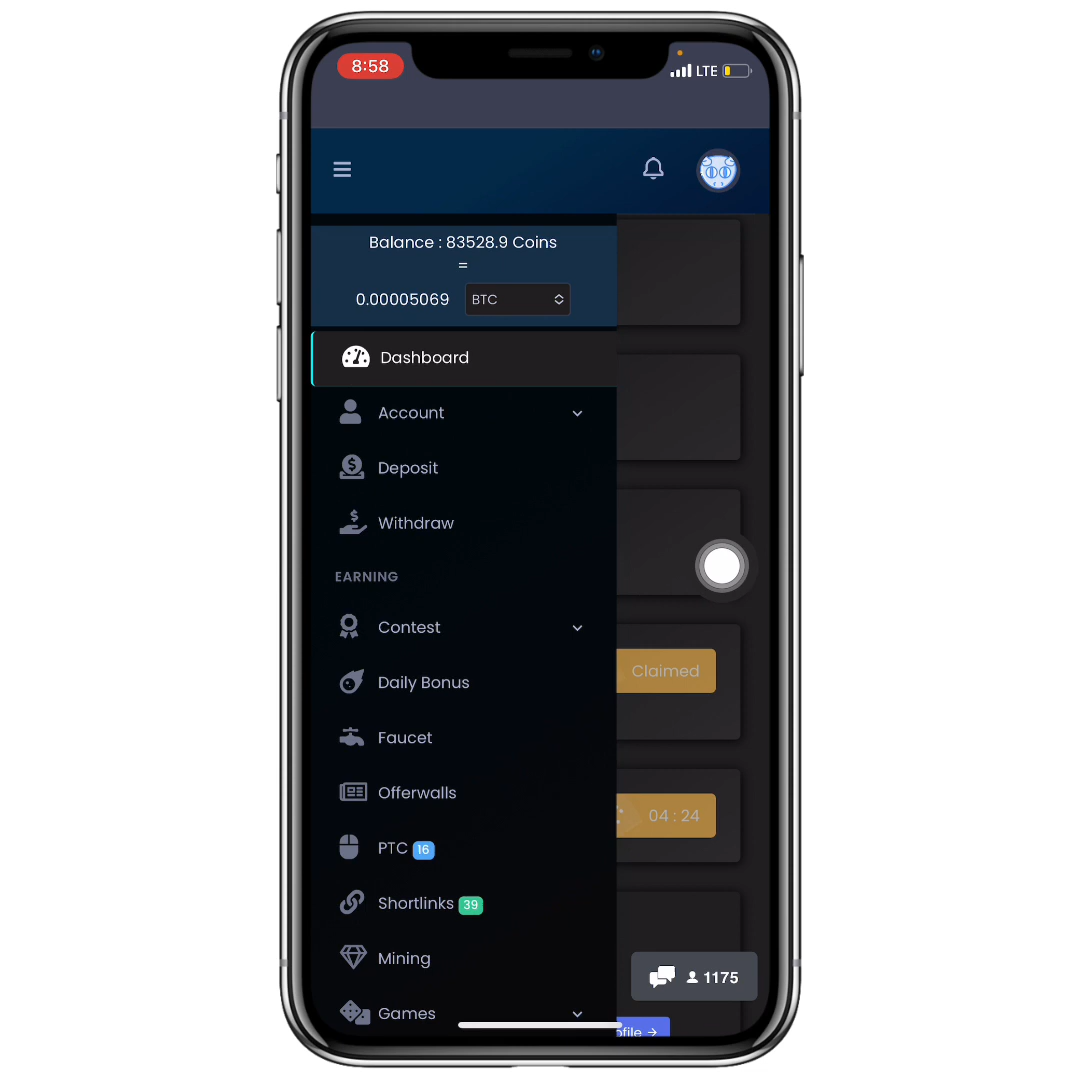 8:58
LTE
Balance : 83528.9 Coins
=
0.00005069 BTC
Dashboard
Account
Deposit
Withdraw
EARNING
Contest
Claimed
Daily Bonus
Faucet
Offerwalls
04 : 24
PTC 16
Shortlinks 39
Mining
1175
Games
ofile →